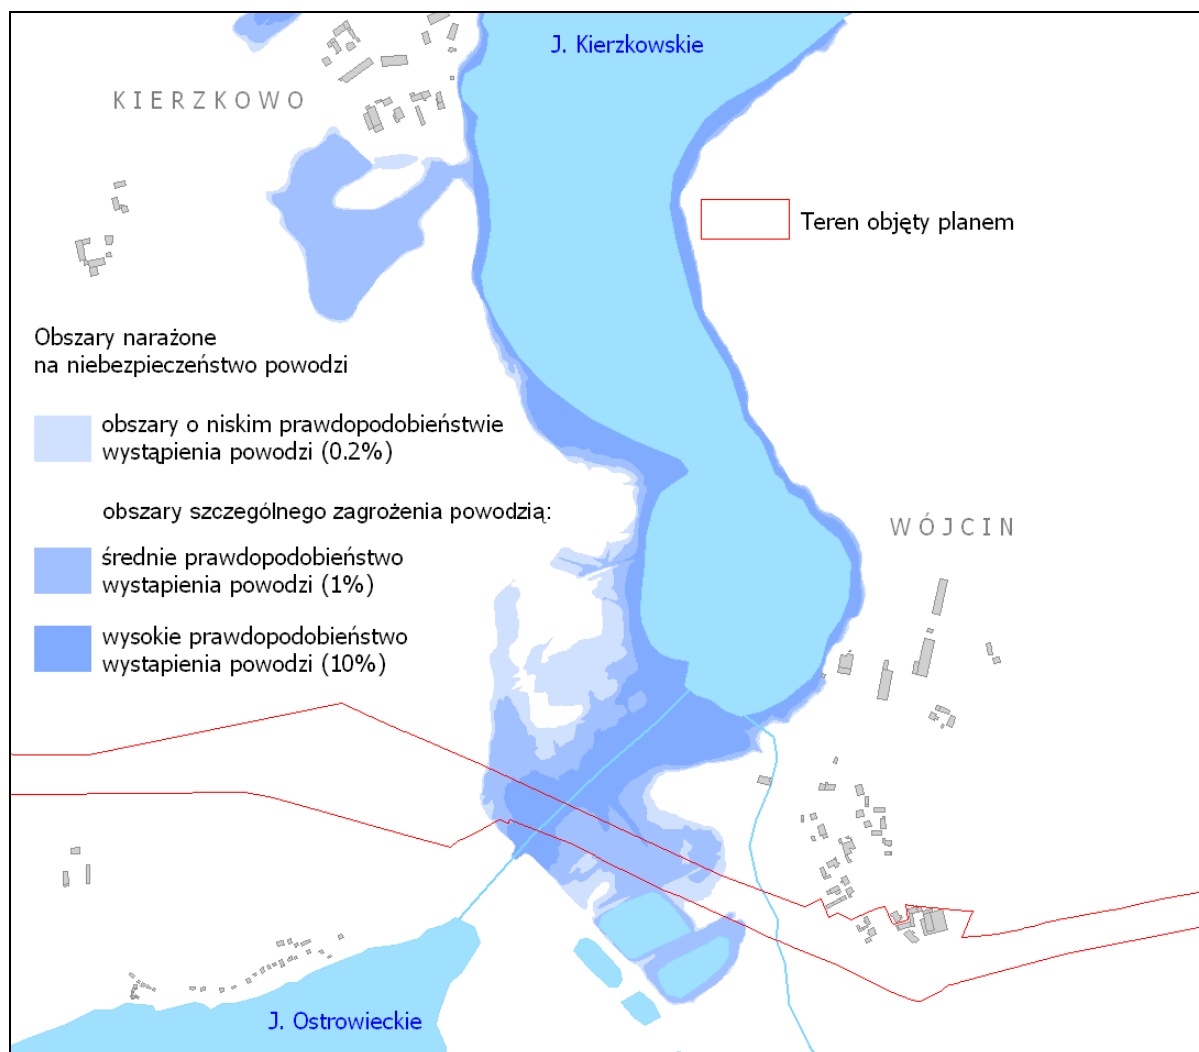 J. Kierzkowskie
KIERZKOWO
Teren objęty planem
Obszary narażone
na niebezpieczeństwo powodzi
obszary o niskim prawdopodobieństwie
wystąpienia powodzi (0.2%)
obszary szczególnego zagrożenia powodzią:
WÓJCIN
średnie prawdopodobieństwo
wystapienia powodzi (1%)
wysokie prawdopodobieństwo
wystapienia powodzi (10%)
J. Ostrowieckie